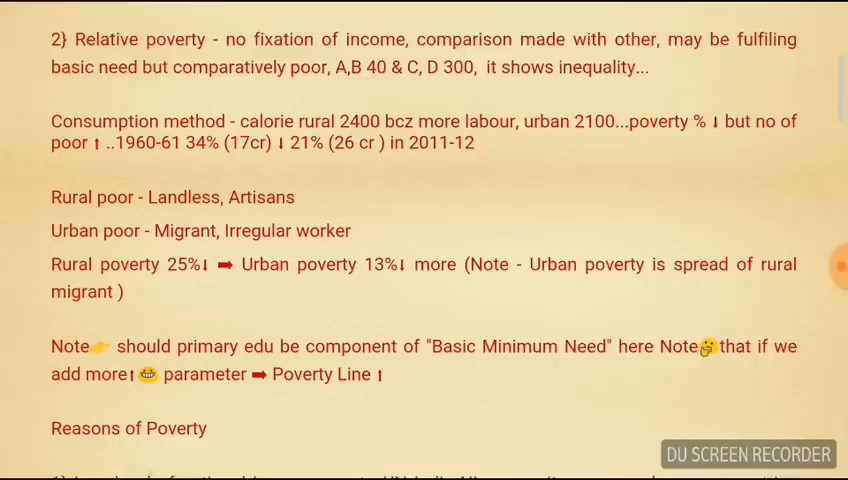 2} Relative poverty - no fixation of income, comparison made with other, may be fulfiling
basic need but comparatively poor, A,B 40 & C, D 300,  it shows inequality...
Consumption method - calorie rural 2400 bcz more labour, urban 2100...poverty % ⬇ but no of
poor ⬆ ..1960-61 34% (17cr) ⬇ 21% (26 cr ) in 2011-12
Rural poor - Landless, Artisans
Urban poor - Migrant, Irregular worker
Rural poverty 25%⬇ ➡ Urban poverty 13%⬇ more (Note - Urban poverty is spread of rural
migrant )
Note👉 should primary edu be component of "Basic Minimum Need" here Note🤔that if we
add more⬆😁 parameter ➡ Poverty Line ⬆
Reasons of Poverty
DU SCREEN RECORDER